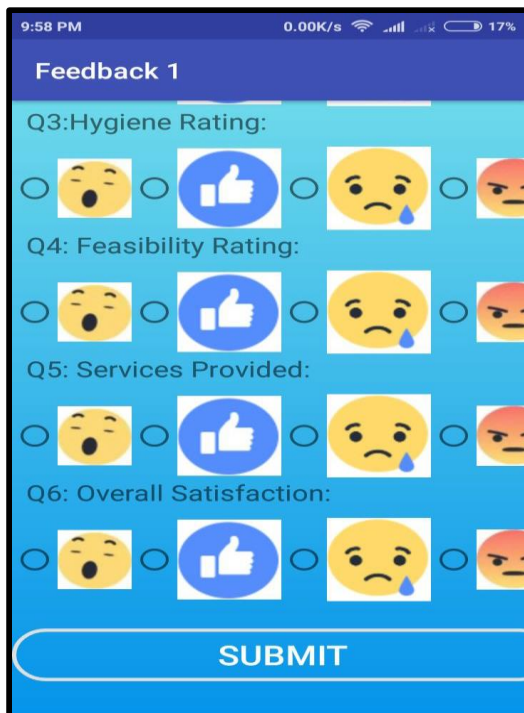 9:58 PM 0.00K/s 17%
Feedback 1
Q3:Hygiene Rating:
Q4: Feasibility Rating:
Q5: Services Provided:
Q6: Overall Satisfaction:
SUBMIT